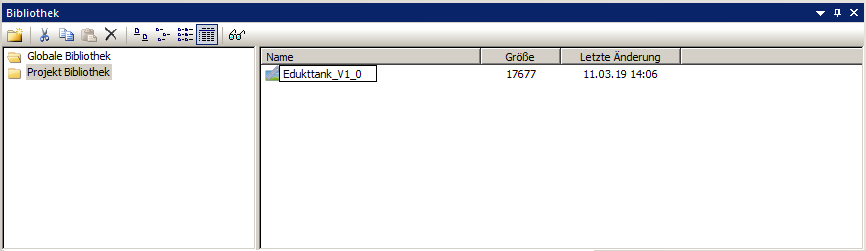 Bibliothek
Globale Bibliothek
Projekt Bibliothek
Name Größe Letzte Änderung
Edukttank_V1_0 17677 11.03.19 14:06